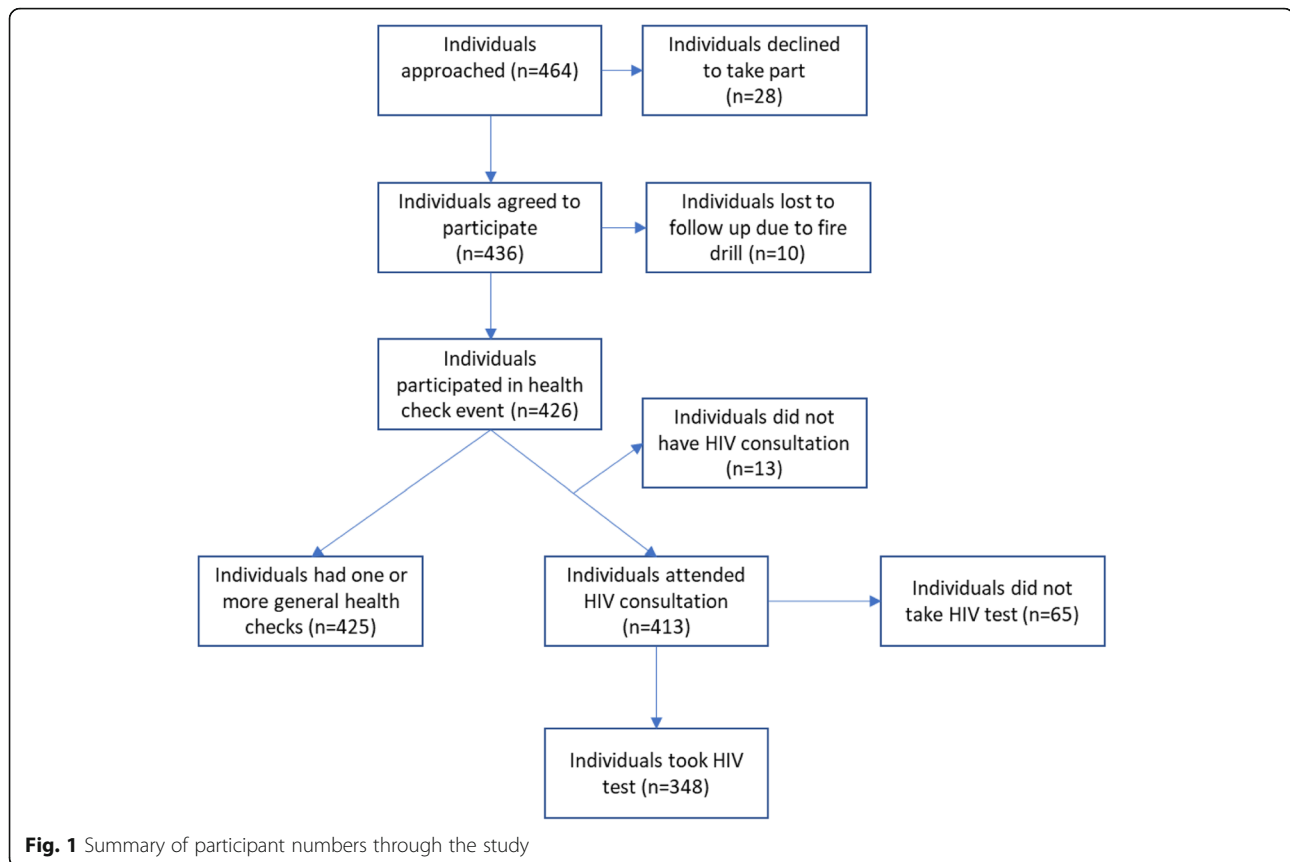 Individuals
approached (n=464)
Individuals declined
to take part
(n=28)
Individuals agreed to
participate
(n=436)
Individuals lost to
follow up due to fire
drill (n=10)
Individuals
participated in health
check event (n=426)
Individuals did not
have HIV consultation
(n=13)
Individuals had one or
more general health
checks (n=425)
Individuals attended
HIV consultation
(n=413)
Individuals did not
take HIV test (n=65)
Individuals took HIV
test (n=348)
Fig. 1 Summary of participant numbers through the study